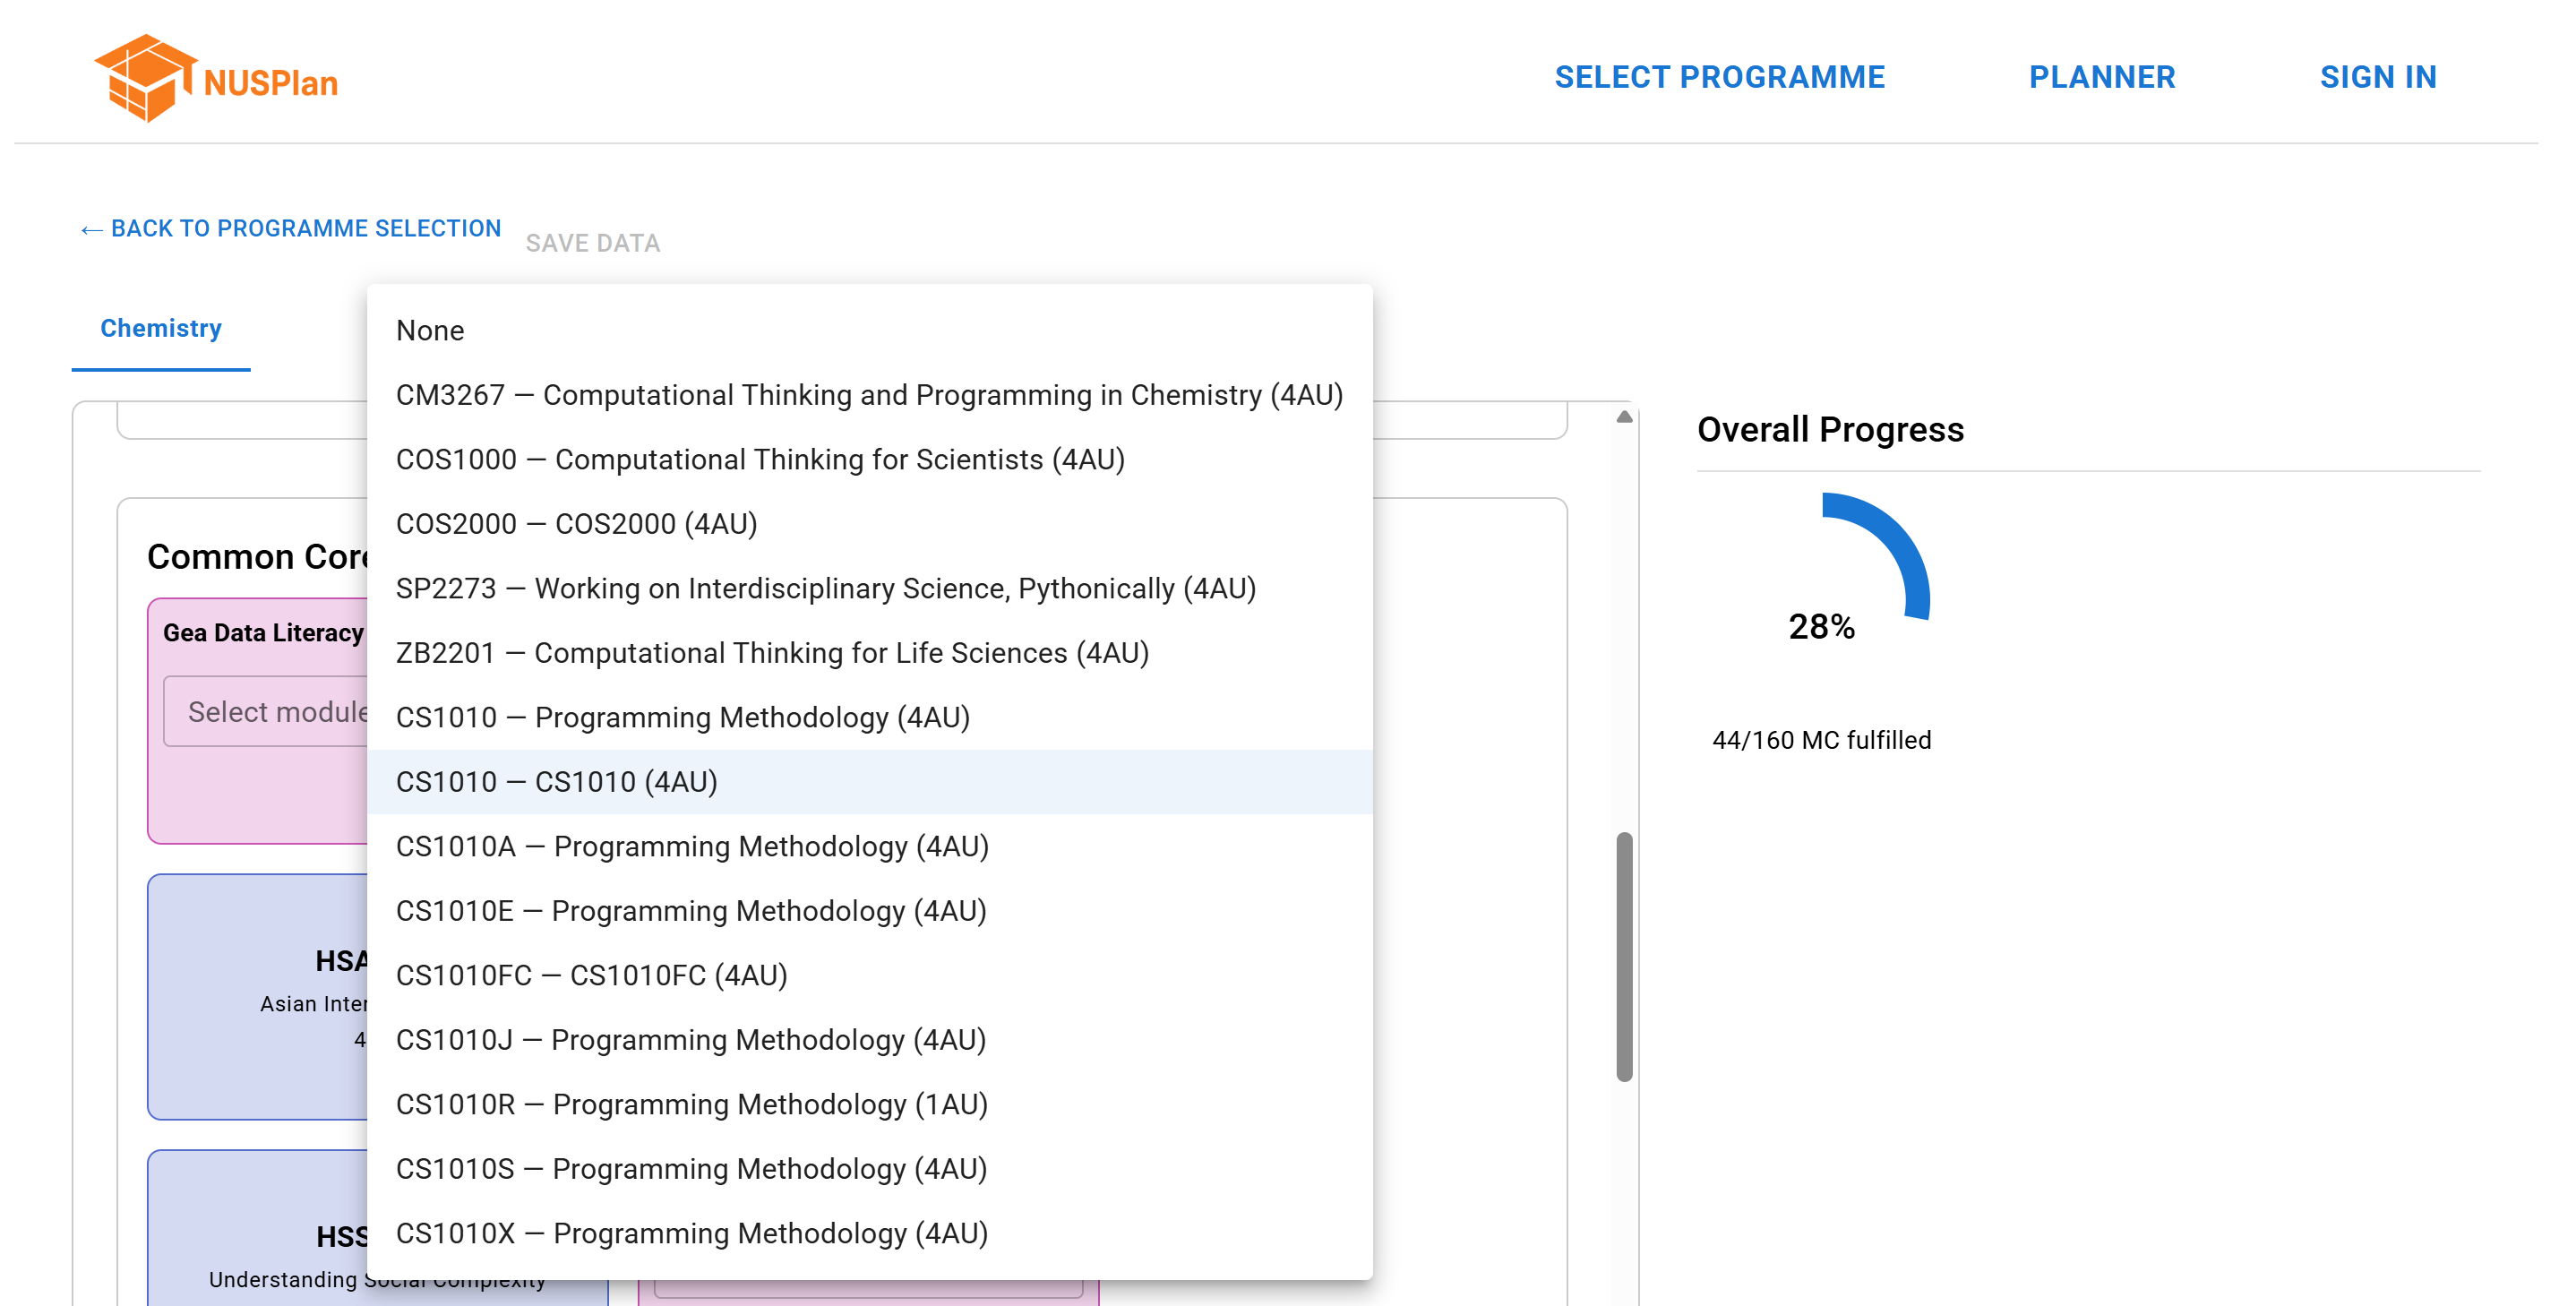 NUSPlan
SELECT PROGRAMME
PLANNER
SIGN IN
← BACK TO PROGRAMME SELECTION
SAVE DATA
Chemistry
None
CM3267 — Computational Thinking and Programming in Chemistry (4AU)
COS1000 — Computational Thinking for Scientists (4AU)
COS2000 — COS2000 (4AU)
SP2273 — Working on Interdisciplinary Science, Pythonically (4AU)
ZB2201 — Computational Thinking for Life Sciences (4AU)
CS1010 — Programming Methodology (4AU)
CS1010 — CS1010 (4AU)
CS1010A — Programming Methodology (4AU)
CS1010E — Programming Methodology (4AU)
CS1010FC — CS1010FC (4AU)
CS1010J — Programming Methodology (4AU)
CS1010R — Programming Methodology (1AU)
CS1010S — Programming Methodology (4AU)
CS1010X — Programming Methodology (4AU)
Common
Gea Data Literacy
Select module
Asian
4
Understanding Social Complexity
Overall Progress
28%
44/160 MC fulfilled